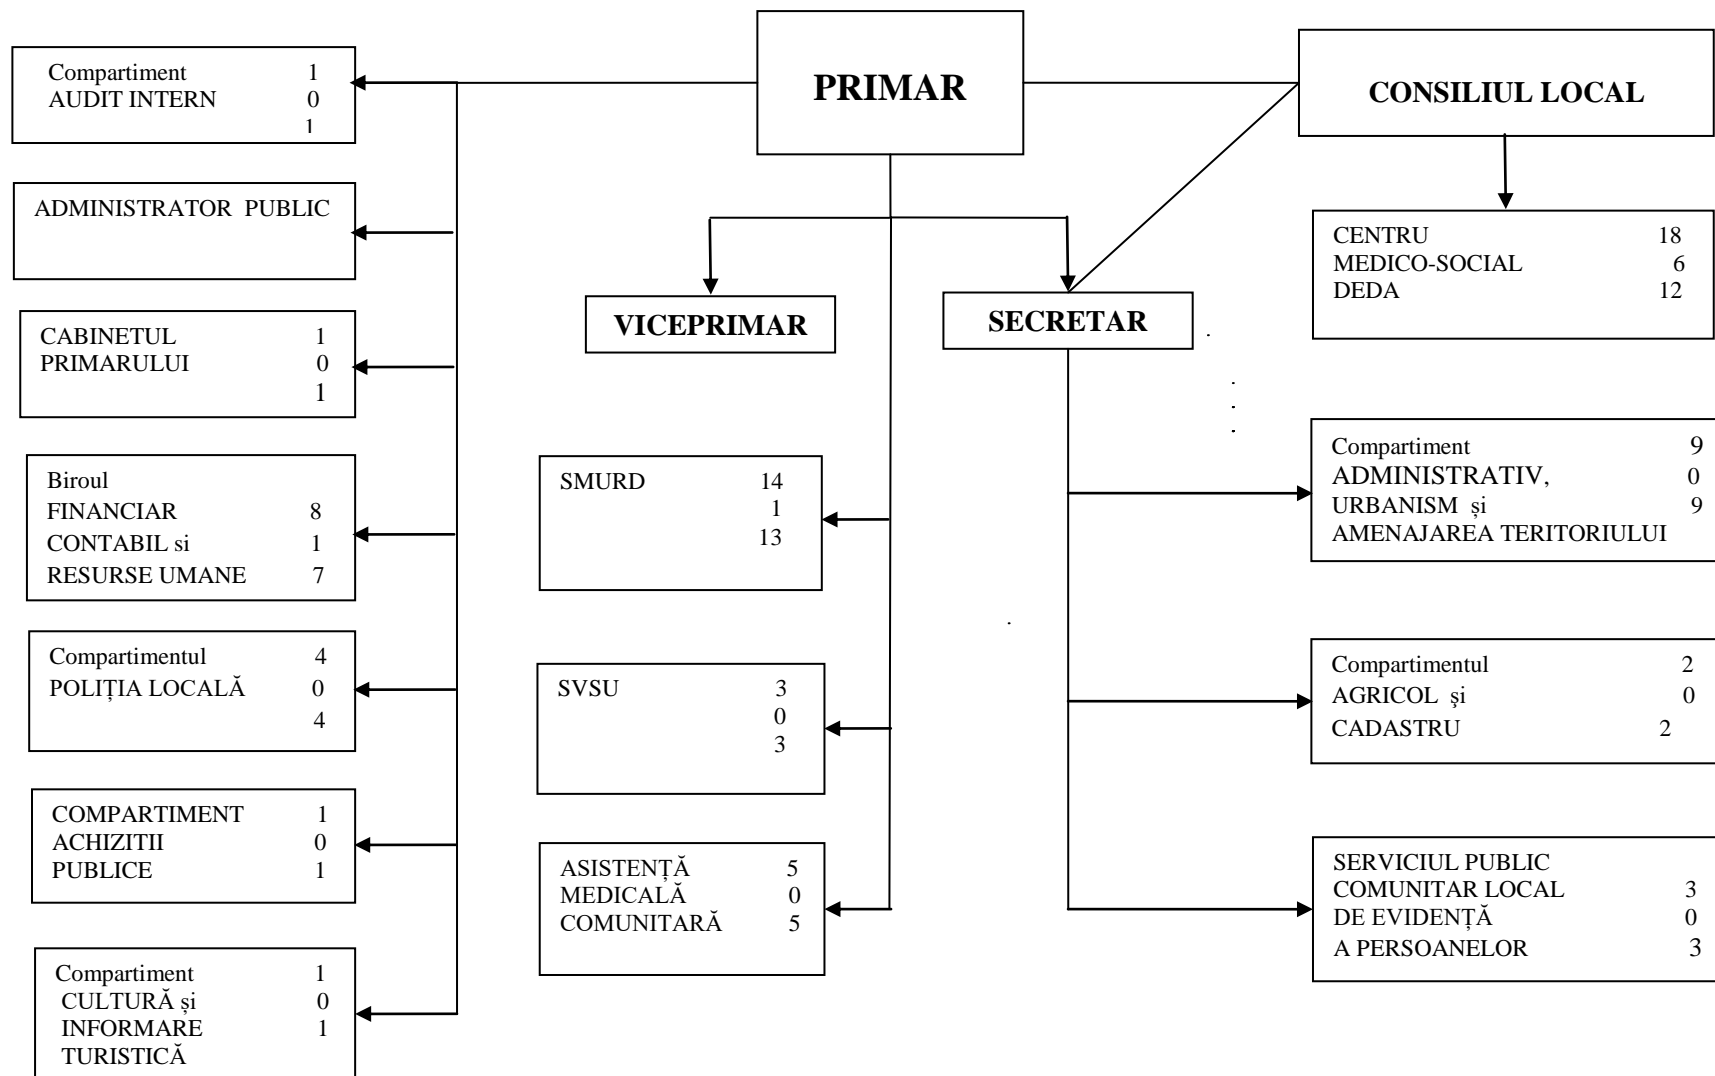 PRIMAR
CONSILIUL LOCAL
Compartiment 1
AUDIT INTERN 0
1
ADMINISTRATOR PUBLIC
CENTRU 18
MEDICO-SOCIAL 6
DEDA 12
VICEPRIMAR
SECRETAR
CABINETUL 1
PRIMARULUI 0
1
Biroul
FINANCIAR 8
CONTABIL si 1
RESURSE UMANE 7
SMURD 14
1
13
Compartiment 9
ADMINISTRATIV, 0
URBANISM și 9
AMENAJAREA TERITORIULUI
Compartimentul 4
POLIȚIA LOCALĂ 0
4
SVSU 3
0
3
Compartimentul 2
AGRICOL şi 0
CADASTRU 2
COMPARTIMENT 1
ACHIZITII 0
PUBLICE 1
ASISTENȚĂ 5
MEDICALĂ 0
COMUNITARĂ 5
SERVICIUL PUBLIC
COMUNITAR LOCAL 3
DE EVIDENȚĂ 0
A PERSOANELOR 3
Compartiment 1
CULTURĂ și 0
INFORMARE 1
TURISTICĂ